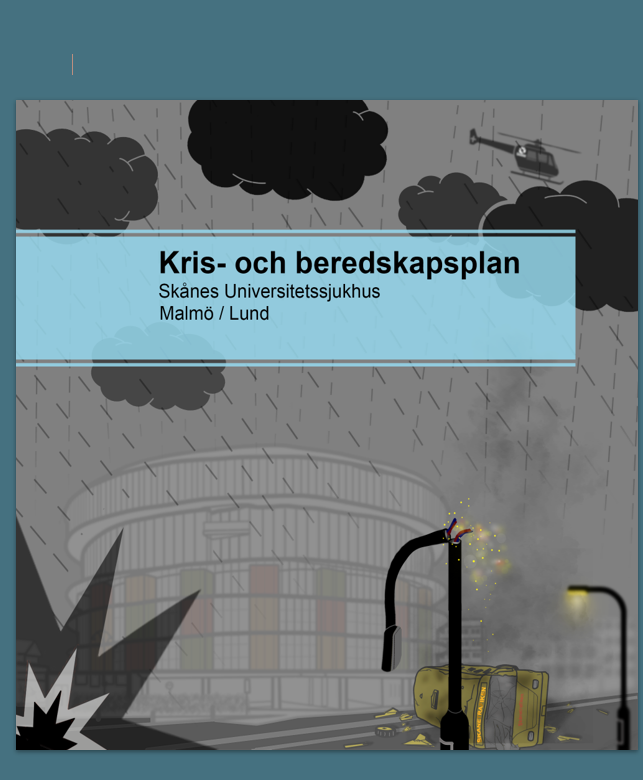 Kris- och beredskapsplan
Skånes Universitetssjukhus
Malmö / Lund